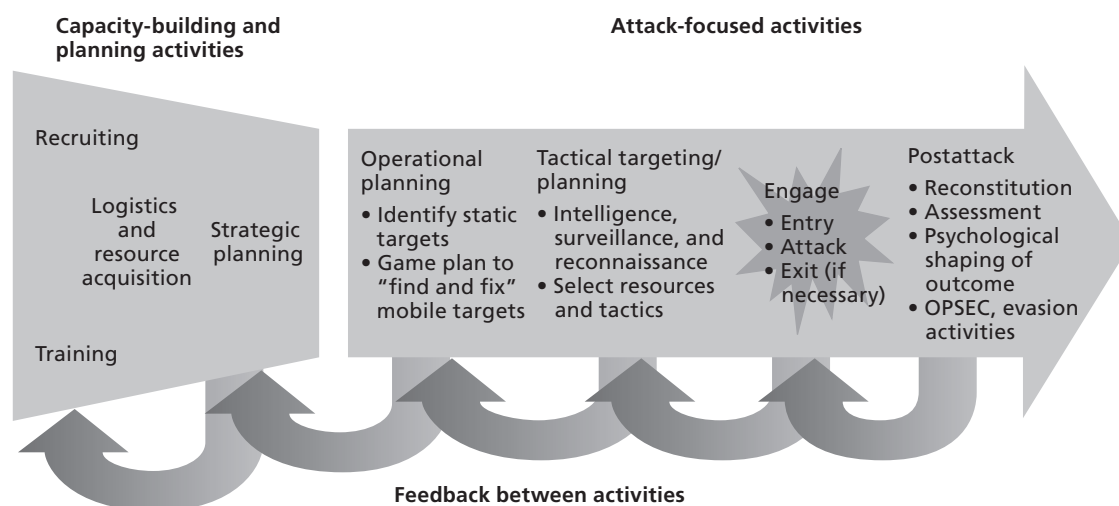 Capacity-building and
planning activities
Attack-focused activities
Recruiting
Logistics
and
resource
acquisition
Strategic
planning
Training
Operational
planning
• Identify static
targets
• Game plan to
“find and fix”
mobile targets
Tactical targeting/
planning
• Intelligence,
surveillance, and
reconnaissance
• Select resources
and tactics
Engage
• Entry
• Attack
• Exit (if
necessary)
Postattack
• Reconstitution
• Assessment
• Psychological
shaping of
outcome
• OPSEC, evasion
activities
Feedback between activities